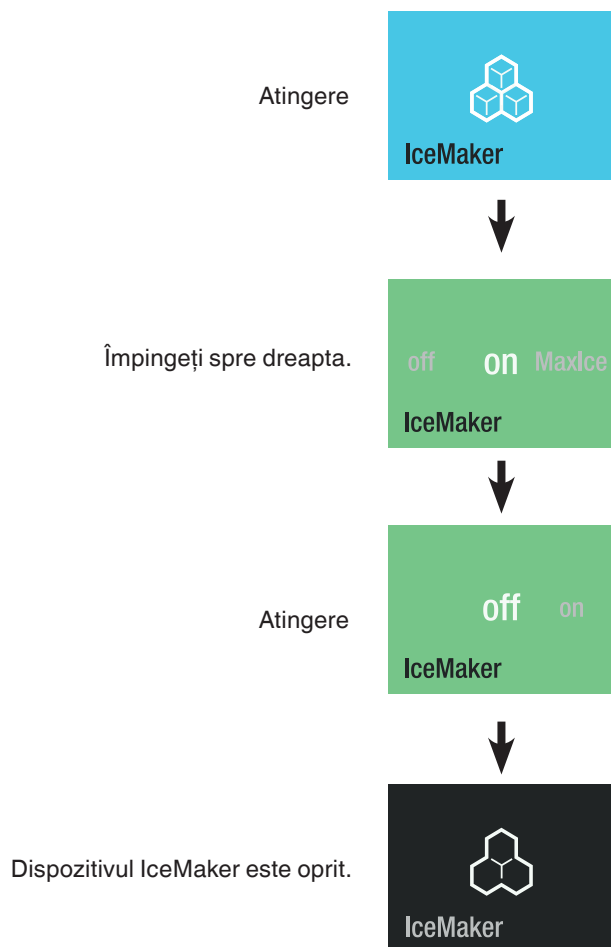 Atingere
IceMaker
Împingeți spre dreapta.
off on MaxIce
IceMaker
Atingere
off on
IceMaker
Dispozitivul IceMaker este oprit.
IceMaker